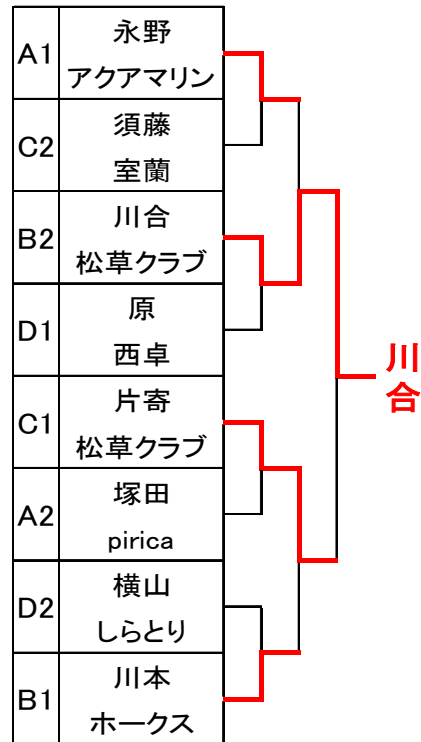 A1
永野
アクアマリン
C2
須藤
室蘭
B2
川合
松草クラブ
D1
原
西卓
C1
片寄
松草クラブ
A2
塚田
pirica
D2
横山
しらとり
B1
川本
ホークス
川合